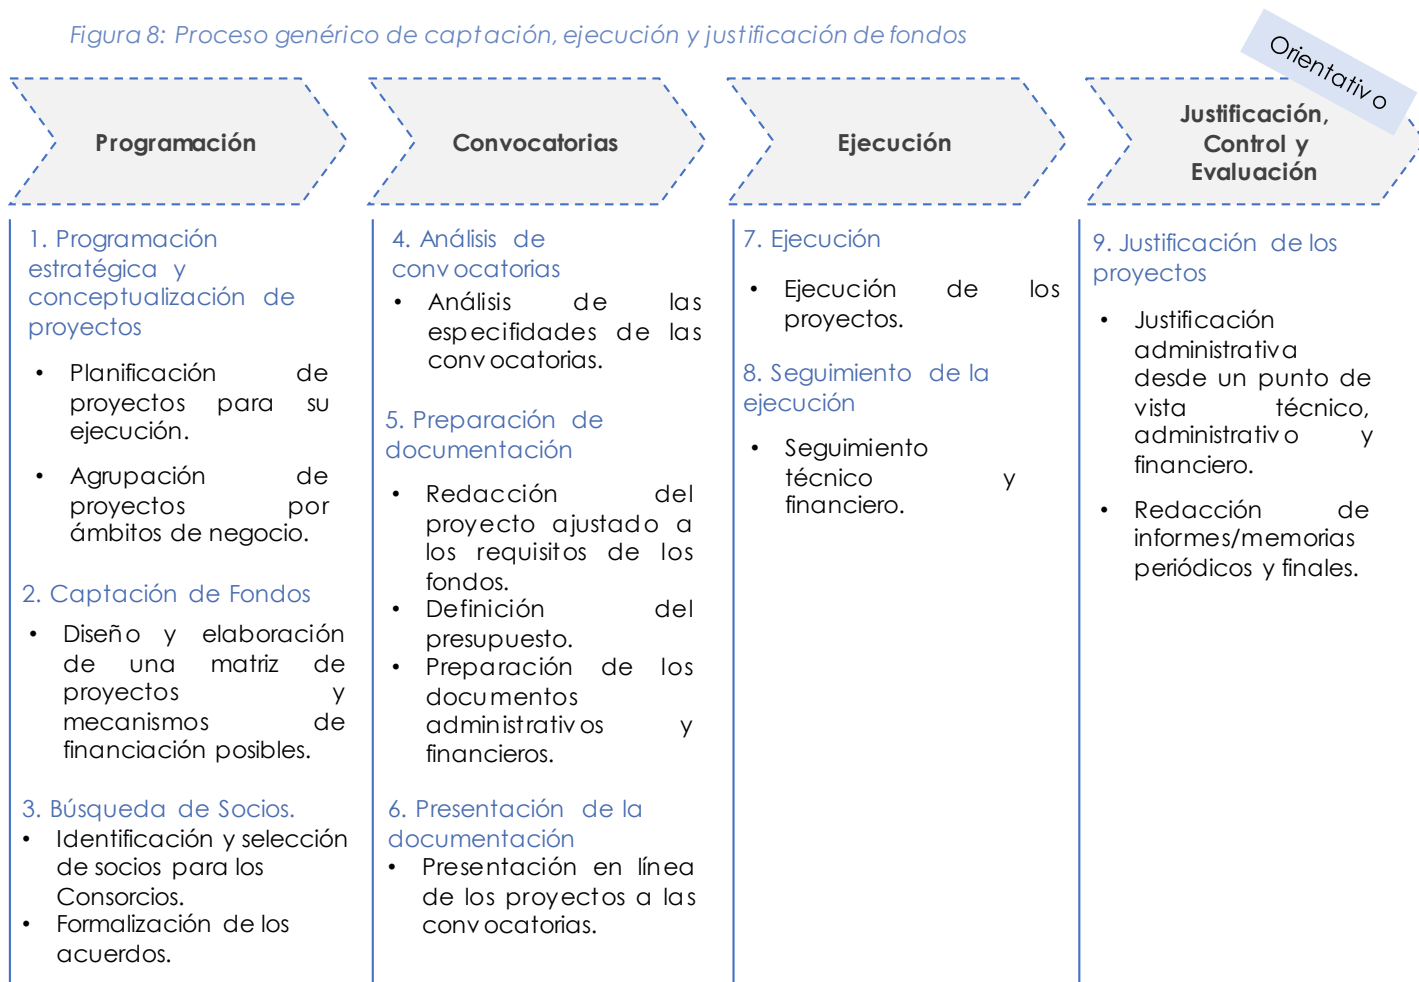 Figura 8: Proceso genérico de captación, ejecución y justificación de fondos
Orientativo
Programación
1. Programación
estratégica y
conceptualización de
proyectos
• Planificación de
proyectos para su
ejecución.
• Agrupación de
proyectos por
ámbitos de negocio.
2. Captación de Fondos
• Diseño y elaboración
de una matriz de
proyectos y
mecanismos de
financiación posibles.
3. Búsqueda de Socios.
• Identificación y selección
de socios para los
Consorcios.
• Formalización de los
acuerdos.
Convocatorias
4. Análisis de
convocatorias
• Análisis de las
especifidades de las
convocatorias.
5. Preparación de
documentación
• Redacción del
proyecto ajustado a
los requisitos de los
fondos.
• Definición del
presupuesto.
• Preparación de los
documentos
administrativos y
financieros.
6. Presentación de la
documentación
• Presentación en línea
de los proyectos a las
convocatorias.
Ejecución
7. Ejecución
• Ejecución de los
proyectos.
8. Seguimiento de la
ejecución
• Seguimiento
técnico y
financiero.
Justificación,
Control y
Evaluación
9. Justificación de los
proyectos
• Justificación
administrativa
desde un punto de
vista técnico,
administrativo y
financiero.
• Redacción de
informes/memorias
periódicos y finales.